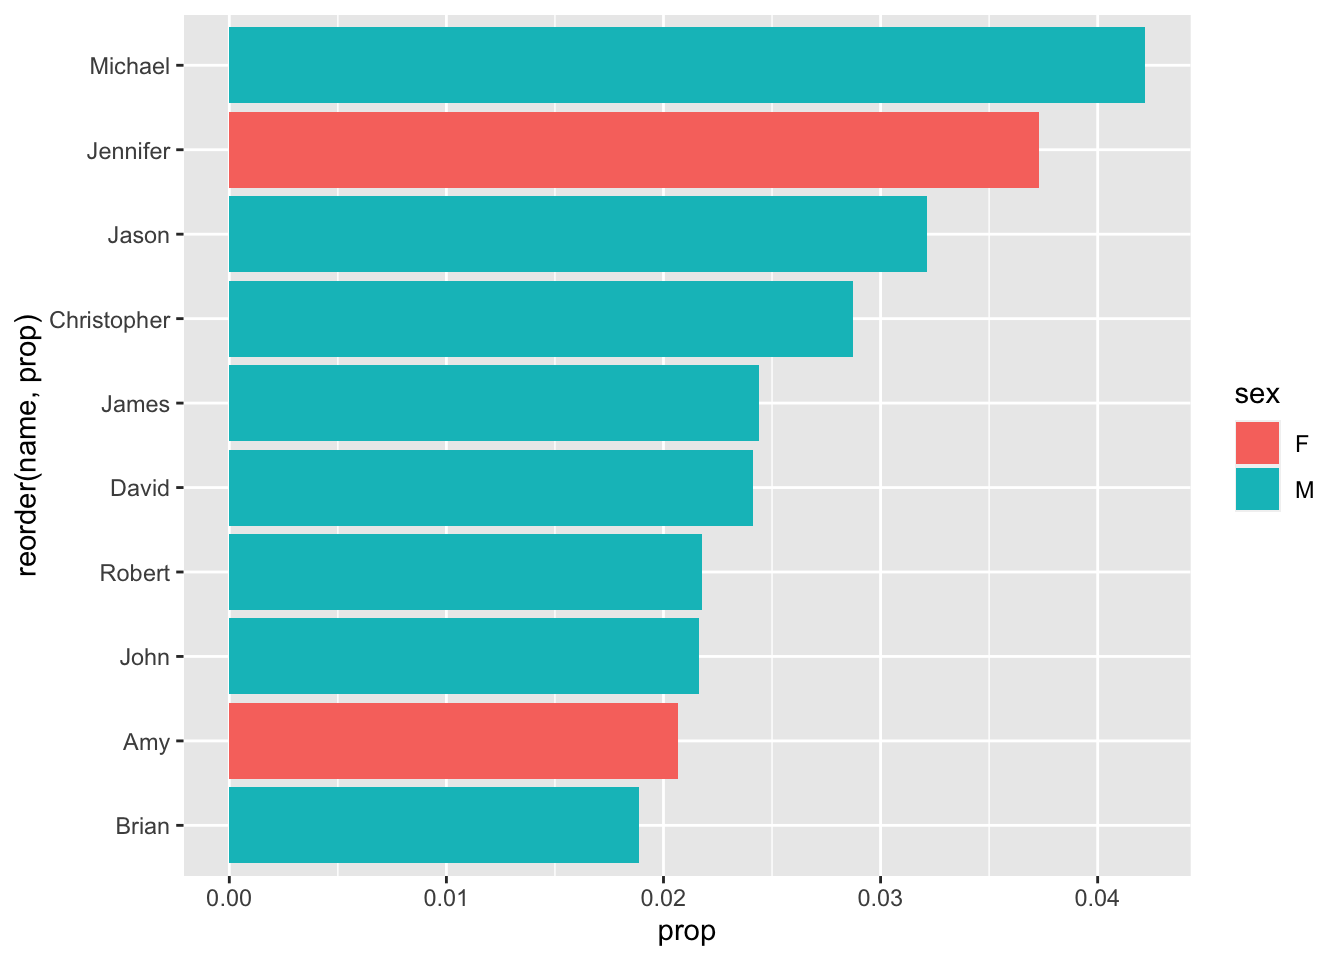 reorder(name, prop)
Michael
Jennifer
Jason
Christopher
James
David
Robert
John
Amy
Brian
0.00 0.01 0.02 0.03 0.04
prop
sex
F
M